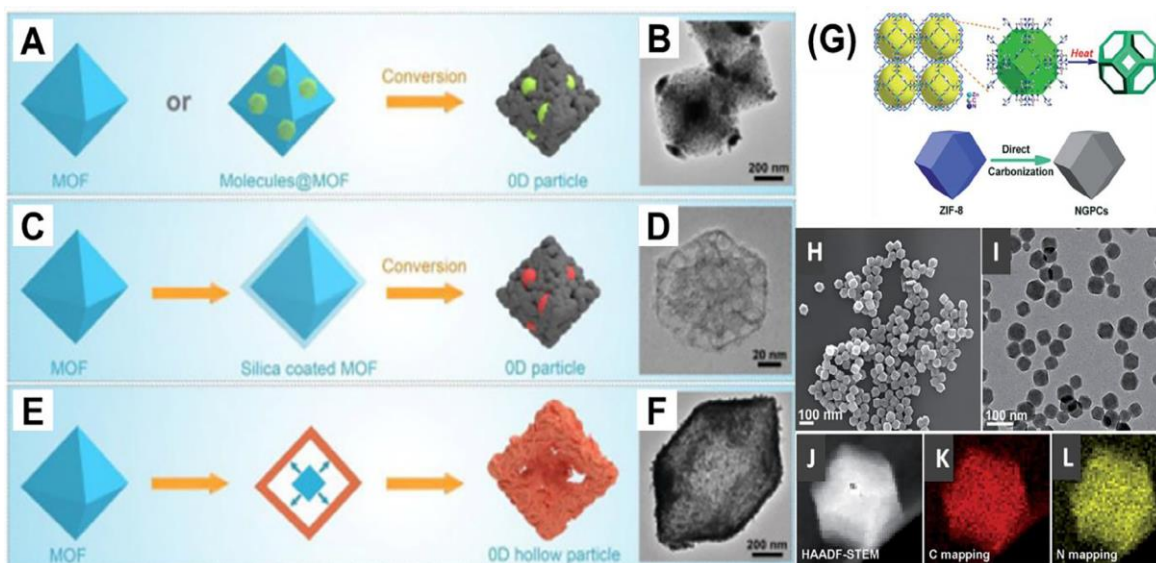 A
MOF
or
Molecules@MOF
Conversion
0D particle
B
200 nm
C
MOF
Silica coated MOF
Conversion
0D particle
D
20 nm
E
MOF
0D hollow particle
F
200 nm
(G)
Heat
Direct
Carbonization
ZIF-8
NGPCs
H
100 nm
I
100 nm
J
HAADF-STEM
K
C mapping
L
N mapping